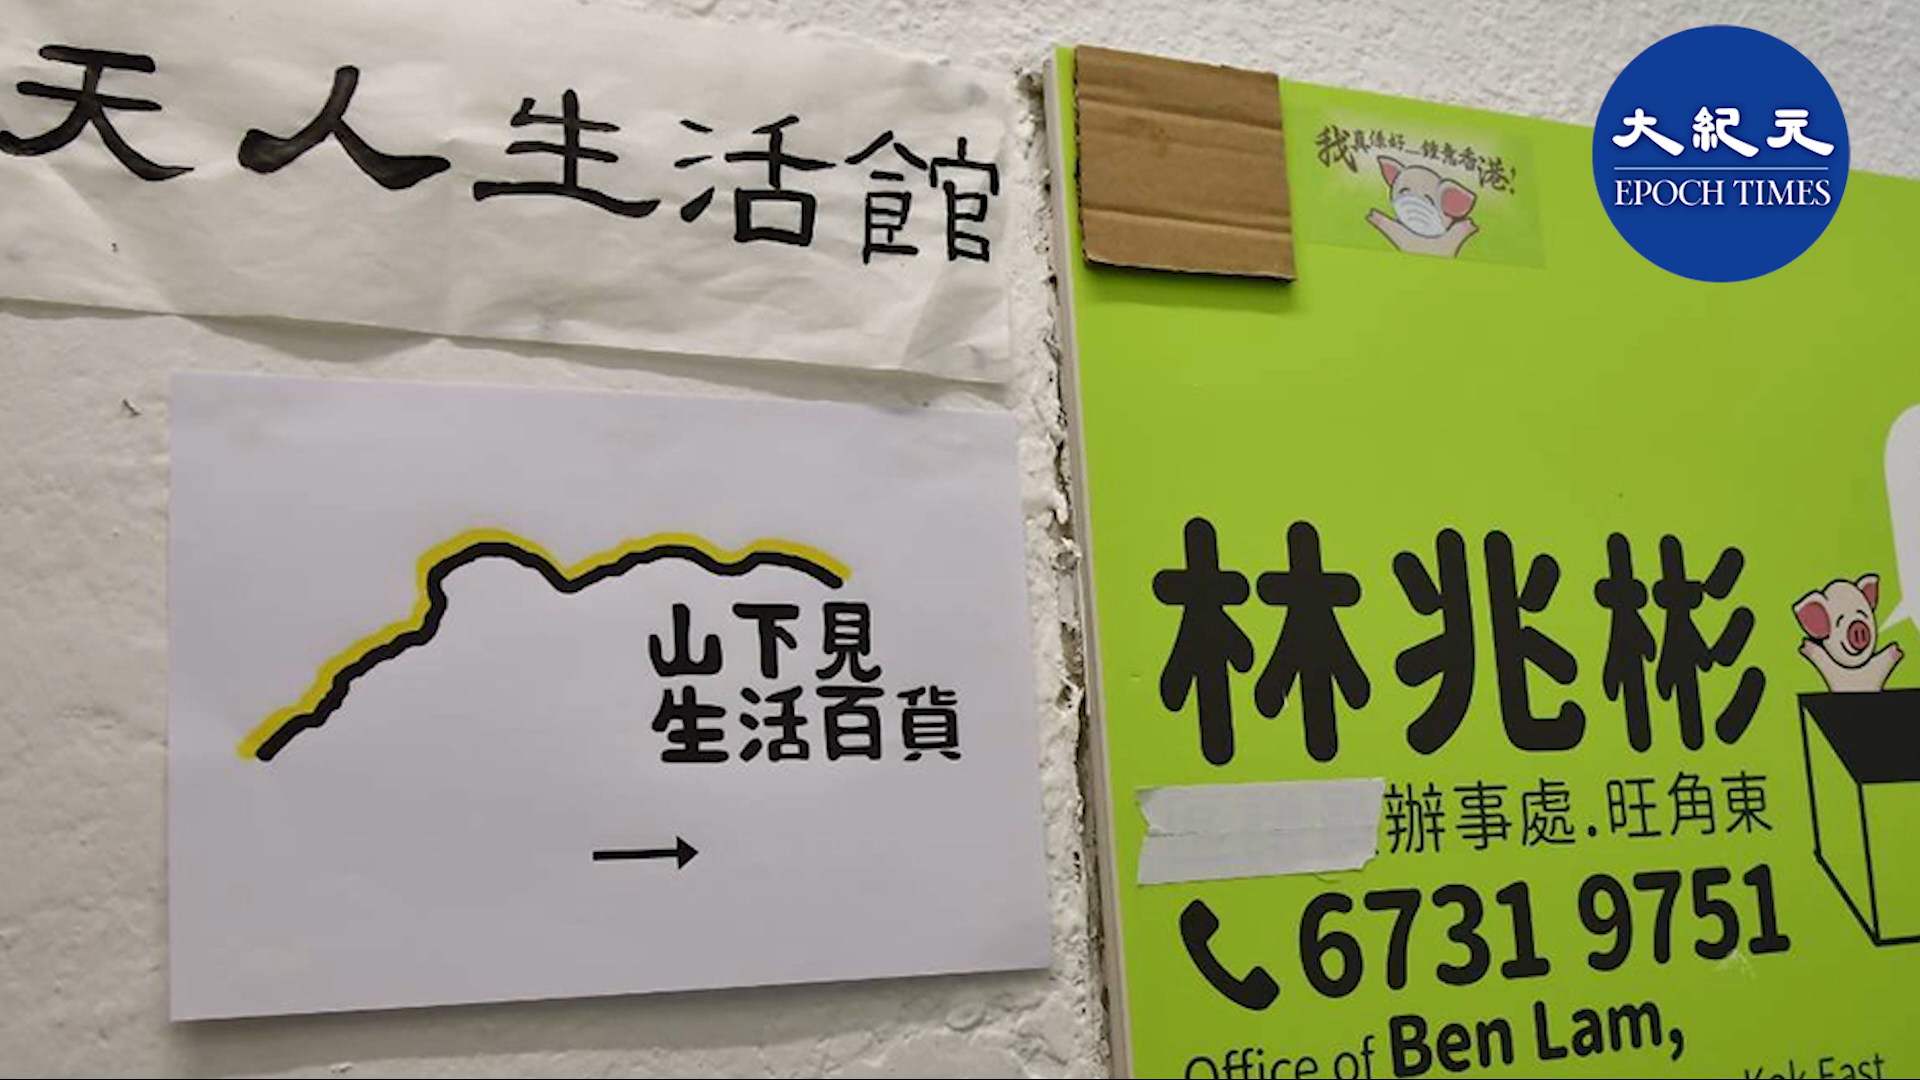 天人生活館
山下見
生活百貨
我真係好鍾意香港!
林兆彬
辦事處.旺角東
6731 9751
Office of Ben Lam,
Kok East
大紀元
EPOCH TIMES